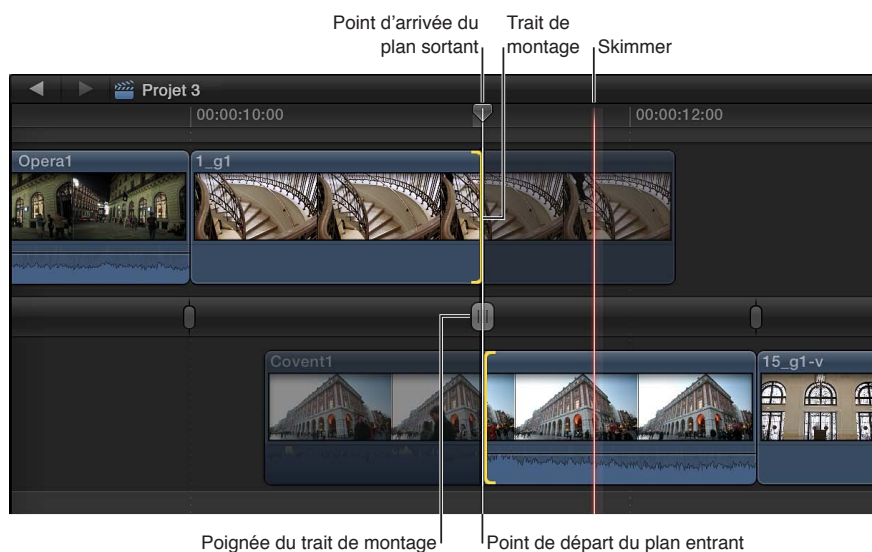 Point d’arrivée du
plan sortant
Trait de
montage
Skimmer
Projet 3
00:00:10:00
00:00:12:00
Opera1
1_g1
Covent1
15_g1-v
Poignée du trait de montage
Point de départ du plan entrant